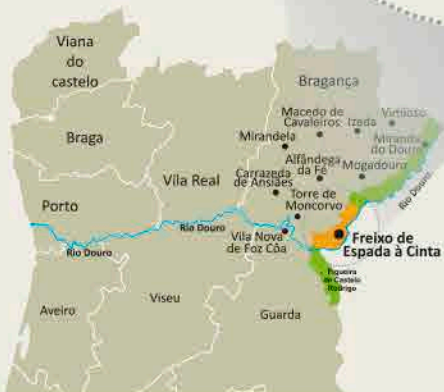 Viana
do
castelo
Bragança
Macedo de
Cavaleiros
Izeda
Vimioso
Braga
Mirandela
Miranda
do Douro
Alfândega
da Fé
Mogadouro
Vila Real
Carrazeda
de Ansiães
Torre de
Moncorvo
Porto
Rio Douro
Rio Douro
Rio Douro
Vila Nova
de Foz Côa
Freixo de
Espada à Cinta
Figueira
de Castelo
Rodrigo
Aveiro
Viseu
Guarda